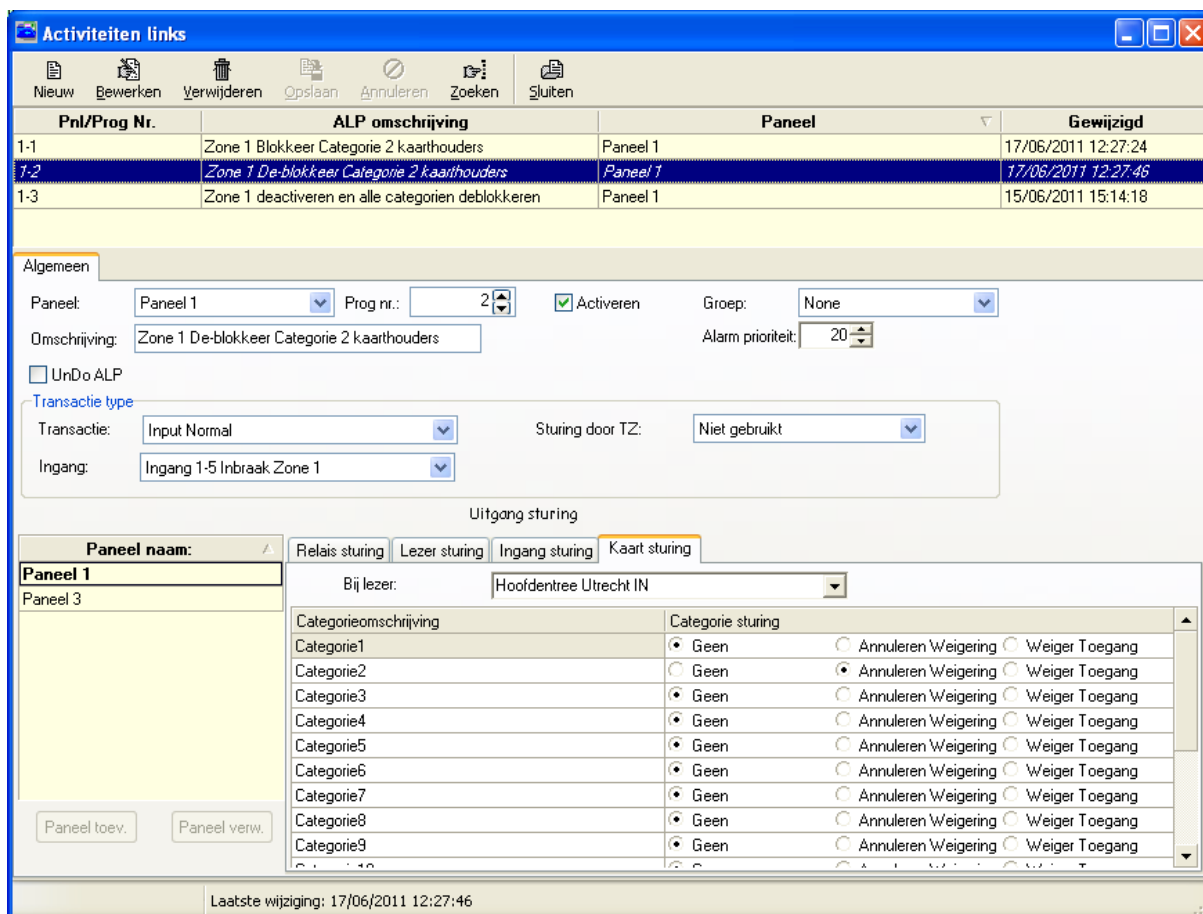 Activiteiten links
Nieuw Bewerken Verwijderen Opslaan Annuleren Zoeken Sluiten
Pnl/Prog Nr. ALP omschrijving Paneel Gewijzigd
1-1 Zone 1 Blokkeer Categorie 2 kaarthouders Paneel 1 17/06/2011 12:27:24
1-2 Zone 1 De-blokkeer Categorie 2 kaarthouders Paneel 1 17/06/2011 12:27:46
1-3 Zone 1 deactiveren en alle categorien deblokkeren Paneel 1 15/06/2011 15:14:18
Algemeen
Paneel: Paneel 1 Prog nr.: 2 Activeren Groep: None
Omschrijving: Zone 1 De-blokkeer Categorie 2 kaarthouders Alarm prioriteit: 20
UnDo ALP
Transactie type
Transactie: Input Normal Sturing door TZ: Niet gebruikt
Ingang: Ingang 1-5 Inbraak Zone 1
Uitgang sturing
Paneel naam: Relais sturing Lezer sturing Ingang sturing Kaart sturing
Paneel 1
Paneel 3
Bij lezer: Hoofdentree Utrecht IN
Categorieomschrijving Categorie sturing
Categorie1 Geen Annuleren Weigering Weiger Toegang
Categorie2 Geen Annuleren Weigering Weiger Toegang
Categorie3 Geen Annuleren Weigering Weiger Toegang
Categorie4 Geen Annuleren Weigering Weiger Toegang
Categorie5 Geen Annuleren Weigering Weiger Toegang
Categorie6 Geen Annuleren Weigering Weiger Toegang
Categorie7 Geen Annuleren Weigering Weiger Toegang
Categorie8 Geen Annuleren Weigering Weiger Toegang
Categorie9 Geen Annuleren Weigering Weiger Toegang
Paneel toev. Paneel verw.
Laatste wijziging: 17/06/2011 12:27:46